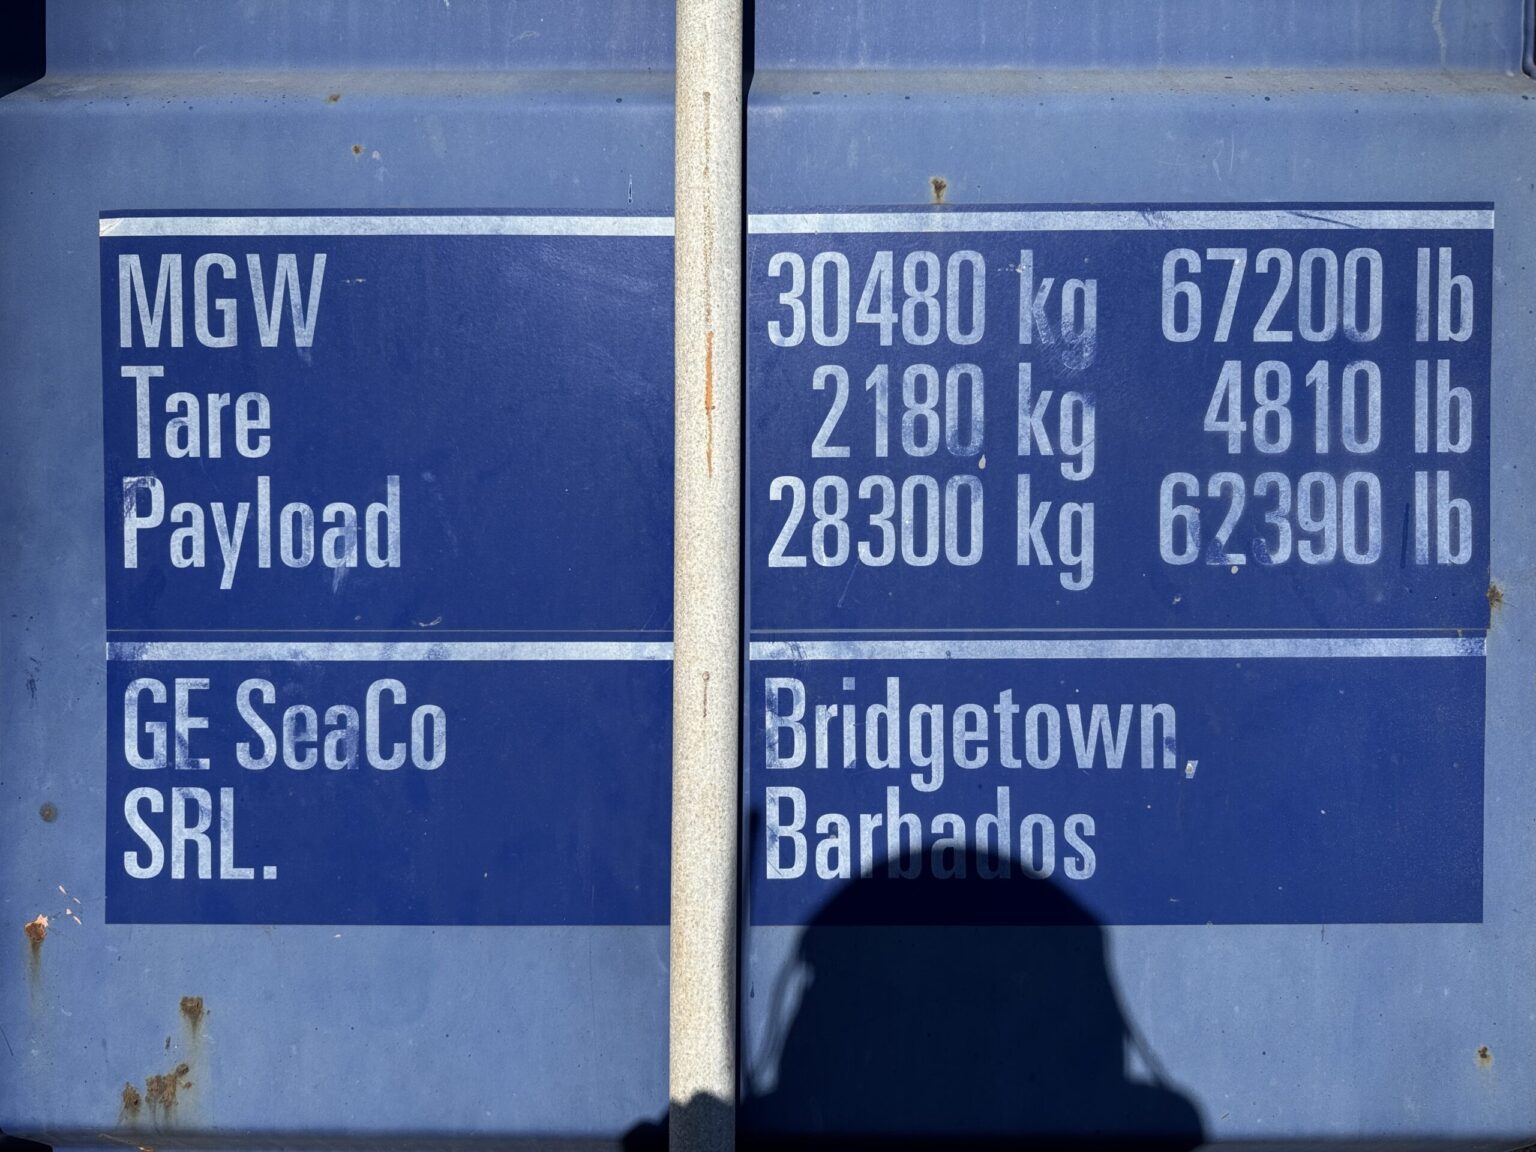 MGW 30480 kg 67200 lb
Tare 2180 kg 4810 lb
Payload 28300 kg 62390 lb
GE SeaCo Bridgetown,
SRL. Barbados